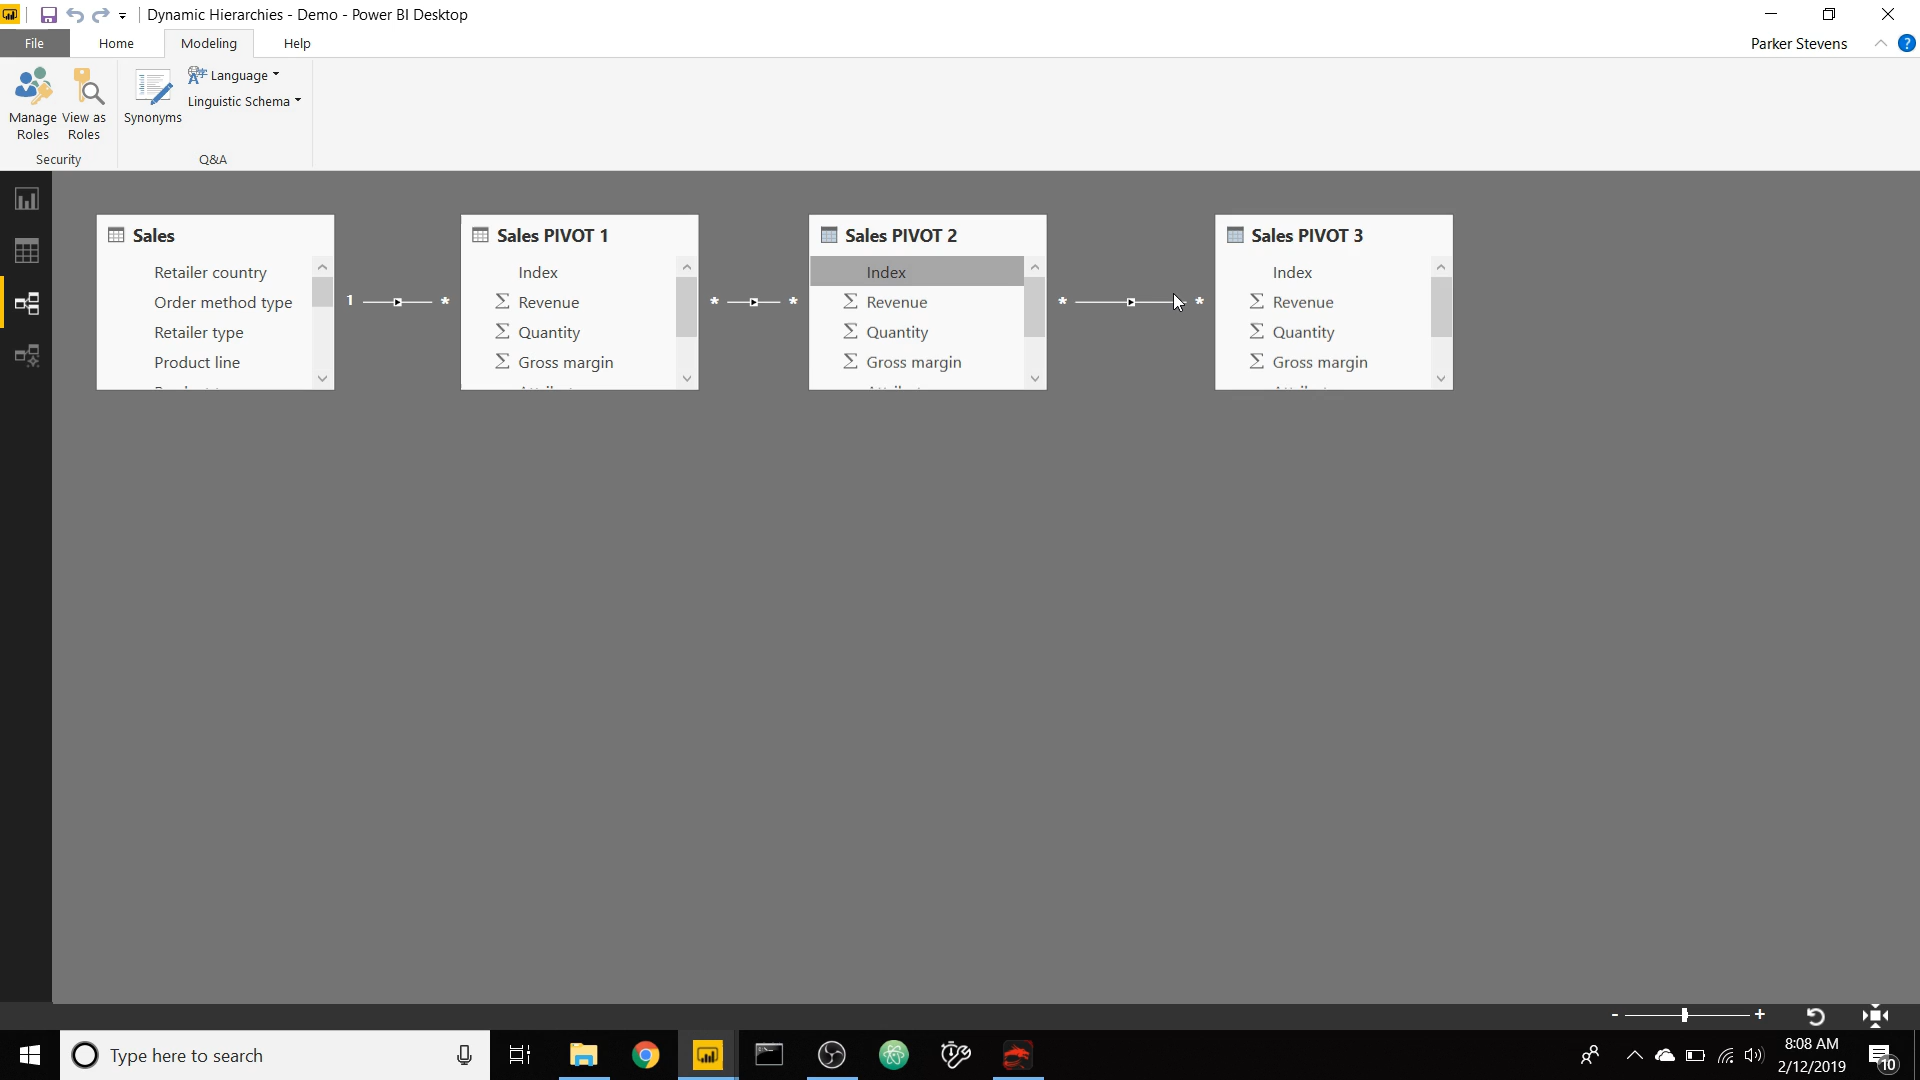 Dynamic Hierarchies - Demo - Power BI Desktop
File Home Modeling Help Parker Stevens ?
Manage Roles
View as Roles
Synonyms
Language
Linguistic Schema
Security Q&A
Sales
Retailer country
Order method type
Retailer type
Product line
1 *
Sales PIVOT 1
Index
Σ Revenue
Σ Quantity
Σ Gross margin
* *
Sales PIVOT 2
Index
Σ Revenue
Σ Quantity
Σ Gross margin
* *
Sales PIVOT 3
Index
Σ Revenue
Σ Quantity
Σ Gross margin
- +
Type here to search
8:08 AM
2/12/2019
10